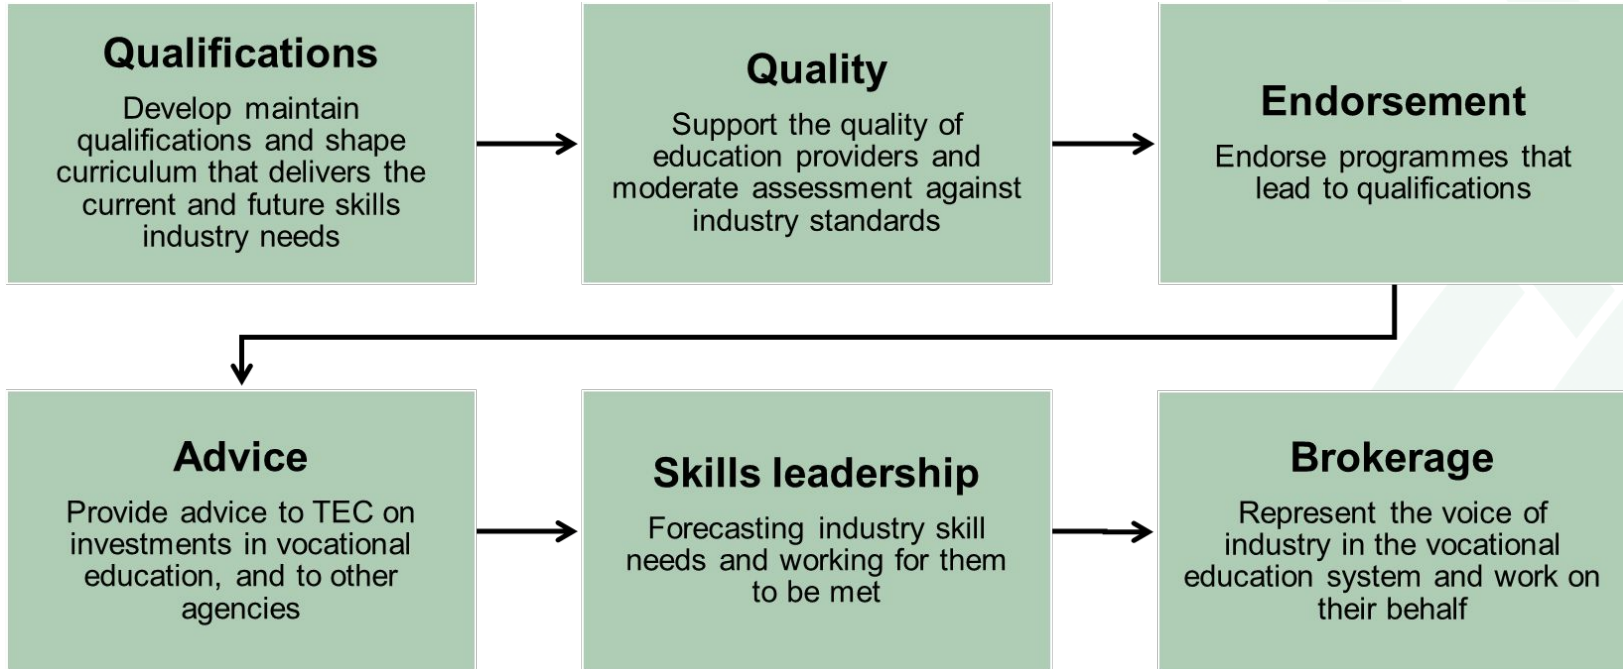 Qualifications
Develop maintain
qualifications and shape
curriculum that delivers the
current and future skills
industry needs
Quality
Support the quality of
education providers and
moderate assessment against
industry standards
Endorsement
Endorse programmes that
lead to qualifications
Advice
Provide advice to TEC on
investments in vocational
education, and to other
agencies
Skills leadership
Forecasting industry skill
needs and working for them
to be met
Brokerage
Represent the voice of
industry in the vocational
education system and work on
their behalf